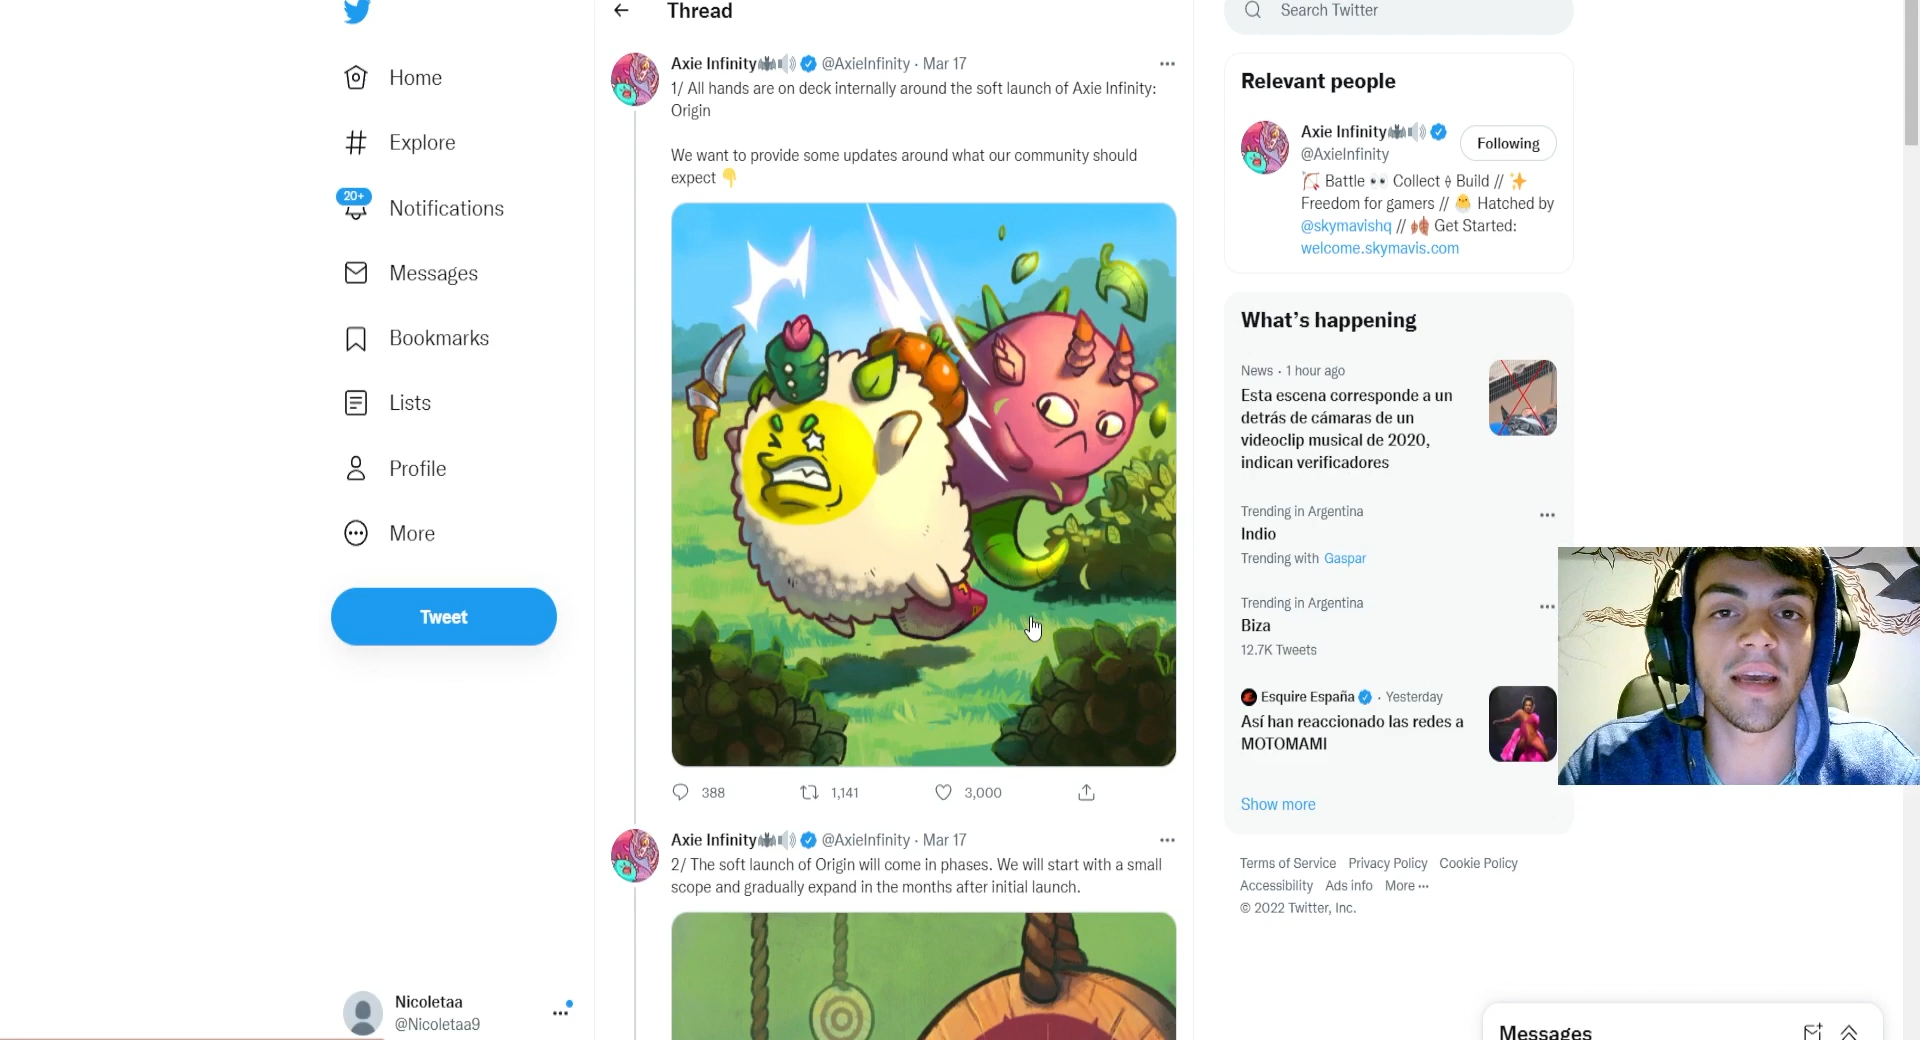 Home
Explore
20+
Notifications
Messages
Bookmarks
Lists
Profile
More
Tweet
Nicoletaa
@Nicoletaa9
Thread
Axie Infinity @AxieInfinity · Mar 17
1/ All hands are on deck internally around the soft launch of Axie Infinity:
Origin
We want to provide some updates around what our community should
expect 👇
388 1,141 3,000
Axie Infinity @AxieInfinity · Mar 17
2/ The soft launch of Origin will come in phases. We will start with a small
scope and gradually expand in the months after initial launch.
Search Twitter
Relevant people
Axie Infinity
@AxieInfinity
Following
Battle 👀 Collect Build // ✨
Freedom for gamers // 🐣 Hatched by
@skymavishq // Get Started:
welcome.skymavis.com
What's happening
News · 1 hour ago
Esta escena corresponde a un
detrás de cámaras de un
videoclip musical de 2020,
indican verificadores
Trending in Argentina
Indio
Trending with Gaspar
Trending in Argentina
Biza
12.7K Tweets
Esquire España · Yesterday
Así han reaccionado las redes a
MOTOMAMI
Show more
Terms of Service Privacy Policy Cookie Policy
Accessibility Ads info More ···
© 2022 Twitter, Inc.
Messages